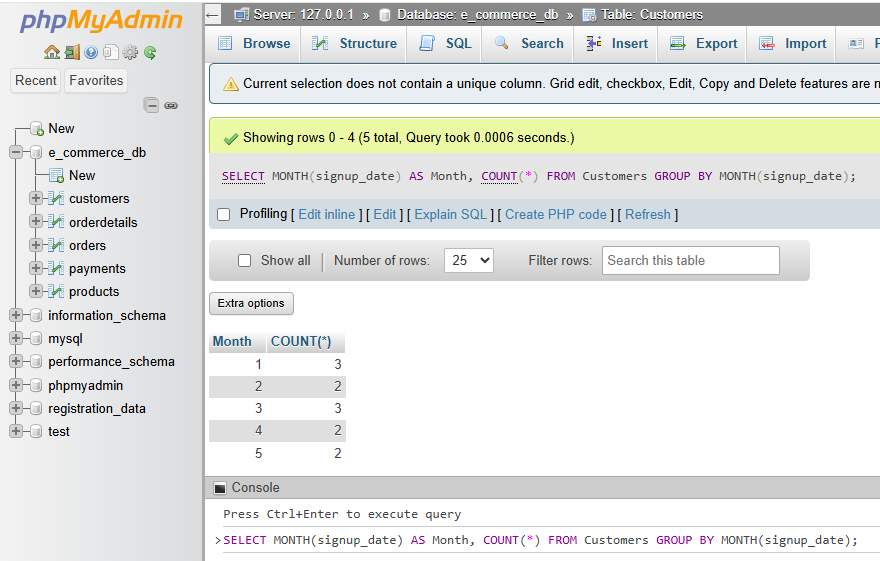 phpMyAdmin
Recent Favorites
New
e_commerce_db
New
customers
orderdetails
orders
payments
products
information_schema
mysql
performance_schema
phpmyadmin
registration_data
test
Server: 127.0.0.1 » Database: e_commerce_db » Table: Customers
Browse Structure SQL Search Insert Export Import
Current selection does not contain a unique column. Grid edit, checkbox, Edit, Copy and Delete features are
Showing rows 0 - 4 (5 total, Query took 0.0006 seconds.)
SELECT MONTH(signup_date) AS Month, COUNT(*) FROM Customers GROUP BY MONTH(signup_date);
Profiling [ Edit inline ] [ Edit ] [ Explain SQL ] [ Create PHP code ] [ Refresh ]
Show all | Number of rows: 25 Filter rows: Search this table
Extra options
Month COUNT(*)
1 3
2 2
3 3
4 2
5 2
Console
Press Ctrl+Enter to execute query
>SELECT MONTH(signup_date) AS Month, COUNT(*) FROM Customers GROUP BY MONTH(signup_date);